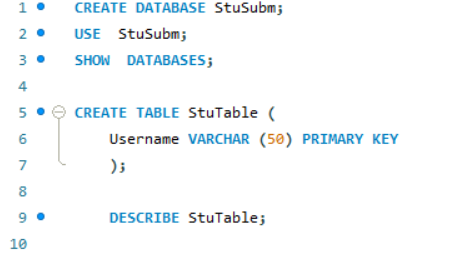 1 CREATE DATABASE StuSubm;
2 USE StuSubm;
3 SHOW DATABASES;
4
5 CREATE TABLE StuTable (
6 Username VARCHAR (50) PRIMARY KEY
7 );
8
9 DESCRIBE StuTable;
10